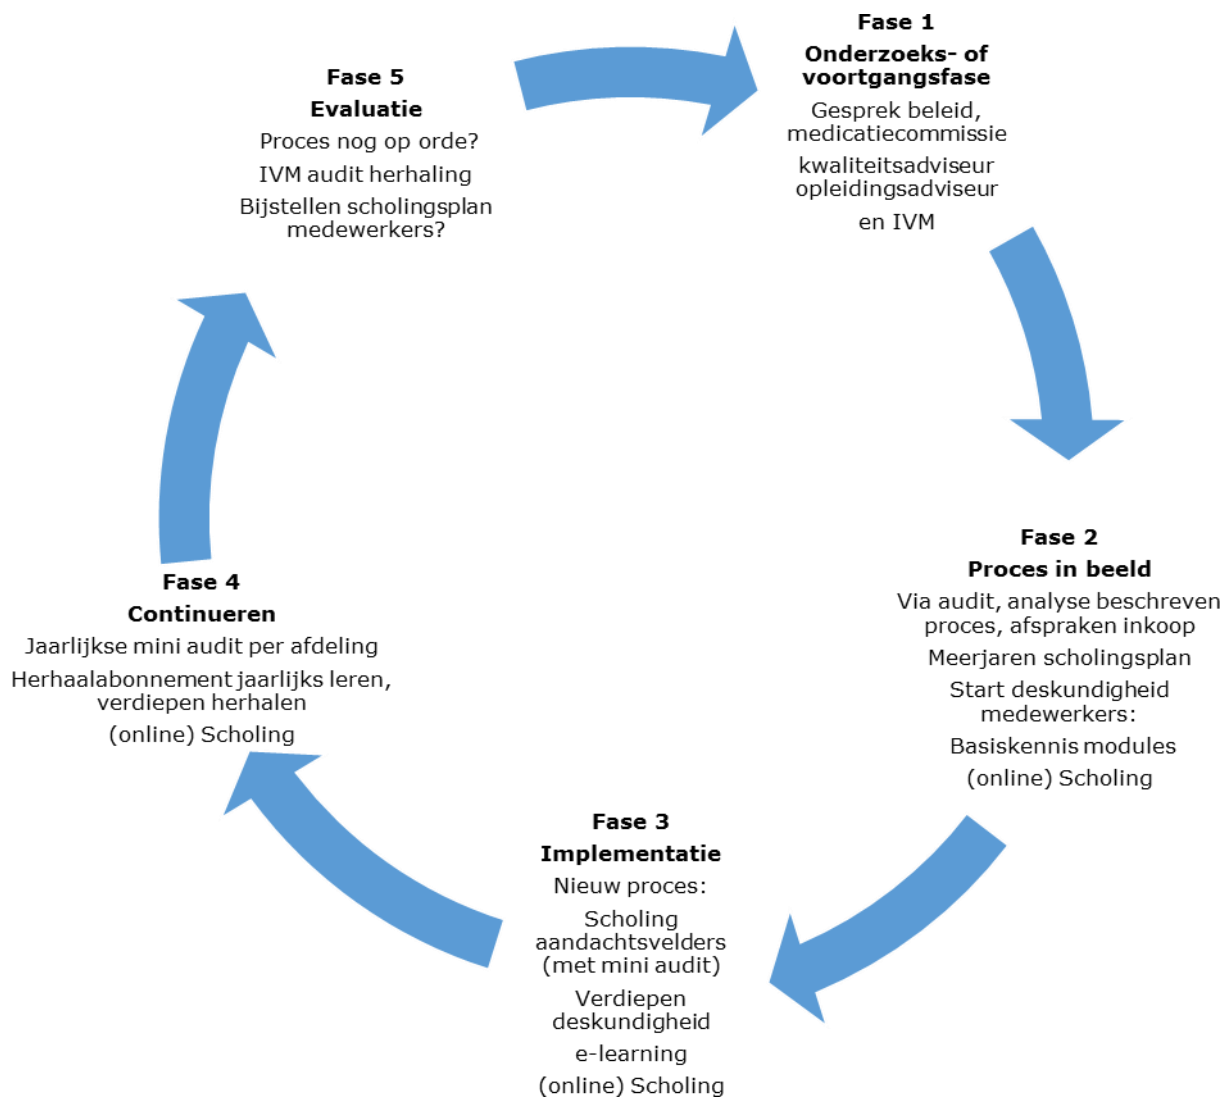 Fase 1
Onderzoeks- of
voortgangsfase
Gesprek beleid,
medicatiecommissie
kwaliteitsadviseur
opleidingsadviseur
en IVM
Fase 2
Proces in beeld
Via audit, analyse beschreven
proces, afspraken inkoop
Meerjaren scholingsplan
Start deskundigheid
medewerkers:
Basiskennis modules
(online) Scholing
Fase 3
Implementatie
Nieuw proces:
Scholing
aandachtsvelders
(met mini audit)
Verdiepen
deskundigheid
e-learning
(online) Scholing
Fase 4
Continueren
Jaarlijkse mini audit per afdeling
Herhaalabonnement jaarlijks leren,
verdiepen herhalen
(online) Scholing
Fase 5
Evaluatie
Proces nog op orde?
IVM audit herhaling
Bijstellen scholingsplan
medewerkers?